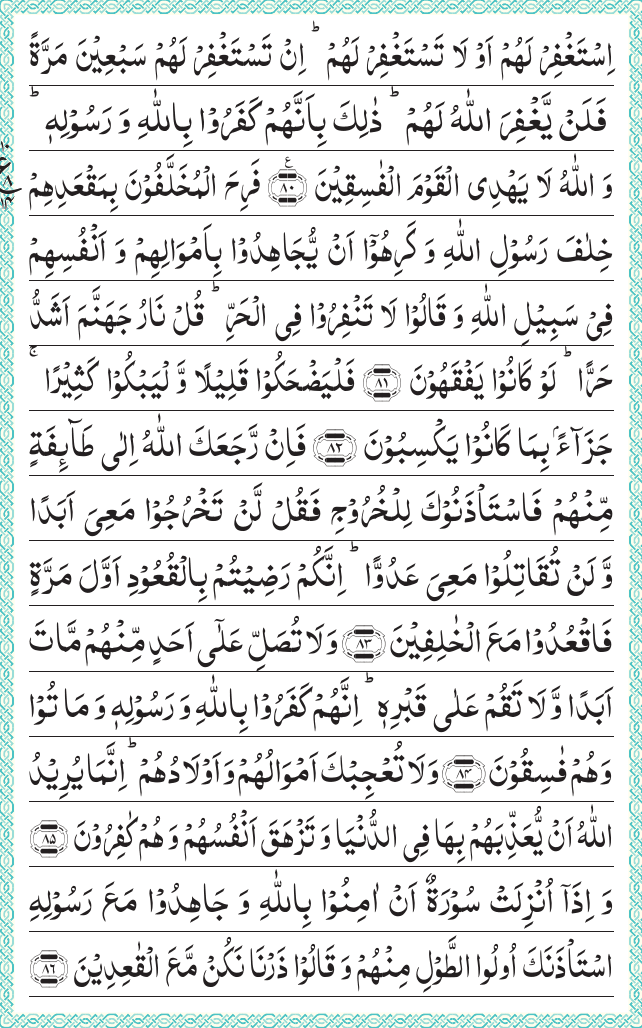 اِسۡتَغۡفِرۡ لَهُمۡ اَوۡ لَا تَسۡتَغۡفِرۡ لَهُمۡ ؕ اِنۡ تَسۡتَغۡفِرۡ لَهُمۡ سَبۡعِيۡنَ مَرَّةً
فَلَنۡ يَّغۡفِرَ اللّٰهُ لَهُمۡ ؕ ذٰلِكَ بِاَنَّهُمۡ كَفَرُوۡا بِاللّٰهِ وَ رَسُوۡلِهٖ ؕ
وَ اللّٰهُ لَا يَهۡدِى الۡقَوۡمَ الۡفٰسِقِيۡنَ ﴿۸۰﴾ فَرِحَ الۡمُخَلَّفُوۡنَ بِمَقۡعَدِهِمۡ
خِلٰفَ رَسُوۡلِ اللّٰهِ وَ كَرِهُوۡۤا اَنۡ يُّجَاهِدُوۡا بِاَمۡوَالِهِمۡ وَ اَنۡفُسِهِمۡ
فِىۡ سَبِيۡلِ اللّٰهِ وَ قَالُوۡا لَا تَنۡفِرُوۡا فِى الۡحَرِّ ؕ قُلۡ نَارُ جَهَنَّمَ اَشَدُّ
حَرًّا ؕ لَوۡ كَانُوۡا يَفۡقَهُوۡنَ ﴿۸۱﴾ فَلۡيَضۡحَكُوۡا قَلِيۡلًا وَّ لۡيَبۡكُوۡا كَثِيۡرًا ۚ
جَزَآءًۢ بِمَا كَانُوۡا يَكۡسِبُوۡنَ ﴿۸۲﴾ فَاِنۡ رَّجَعَكَ اللّٰهُ اِلٰى طَآٮِٕفَةٍ
مِّنۡهُمۡ فَاسۡتَاۡذَنُوۡكَ لِلۡخُرُوۡجِ فَقُلْ لَّنۡ تَخۡرُجُوۡا مَعِىَ اَبَدًا
وَّ لَنۡ تُقَاتِلُوۡا مَعِىَ عَدُوًّا ؕ اِنَّكُمۡ رَضِيۡتُمۡ بِالۡقُعُوۡدِ اَوَّلَ مَرَّةٍ
فَاقۡعُدُوۡا مَعَ الۡخٰلِفِيۡنَ ﴿۸۳﴾ وَلَا تُصَلِّ عَلٰٓى اَحَدٍ مِّنۡهُمۡ مَّاتَ
اَبَدًا وَّ لَا تَقُمۡ عَلٰى قَبۡرِهٖ ؕ اِنَّهُمۡ كَفَرُوۡا بِاللّٰهِ وَ رَسُوۡلِهٖ وَ مَا تُوۡا
وَهُمۡ فٰسِقُوۡنَ ﴿۸۴﴾ وَلَا تُعۡجِبۡكَ اَمۡوَالُهُمۡ وَ اَوۡلَادُهُمۡ ؕ اِنَّمَا يُرِيۡدُ
اللّٰهُ اَنۡ يُّعَذِّبَهُمۡ بِهَا فِى الدُّنۡيَا وَ تَزۡهَقَ اَنۡفُسُهُمۡ وَ هُمۡ كٰفِرُوۡنَ ﴿۸۵﴾
وَ اِذَاۤ اُنۡزِلَتۡ سُوۡرَةٌ اَنۡ اٰمِنُوۡا بِاللّٰهِ وَ جَاهِدُوۡا مَعَ رَسُوۡلِهِ
اسۡتَاۡذَنَكَ اُولُوا الطَّوۡلِ مِنۡهُمۡ وَ قَالُوۡا ذَرۡنَا نَكُنۡ مَّعَ الۡقٰعِدِيۡنَ ﴿۸۶﴾